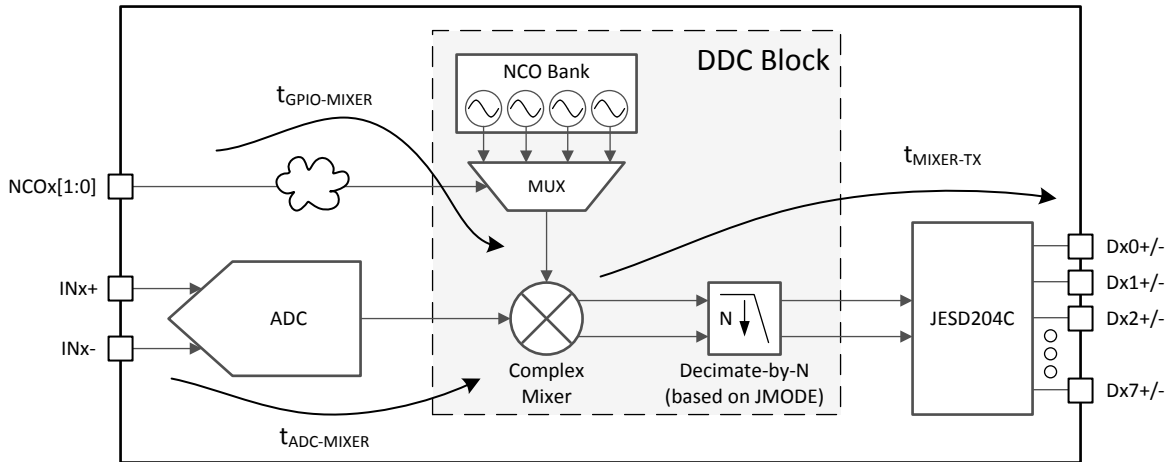 DDC Block
NCO Bank
tGPIO-MIXER
tMIXER-TX
NCOx[1:0]
MUX
Dx0+/-
INx+
Dx1+/-
ADC
N
JESD204C
Dx2+/-
INx-
Complex
Mixer
Decimate-by-N
(based on JMODE)
Dx7+/-
tADC-MIXER